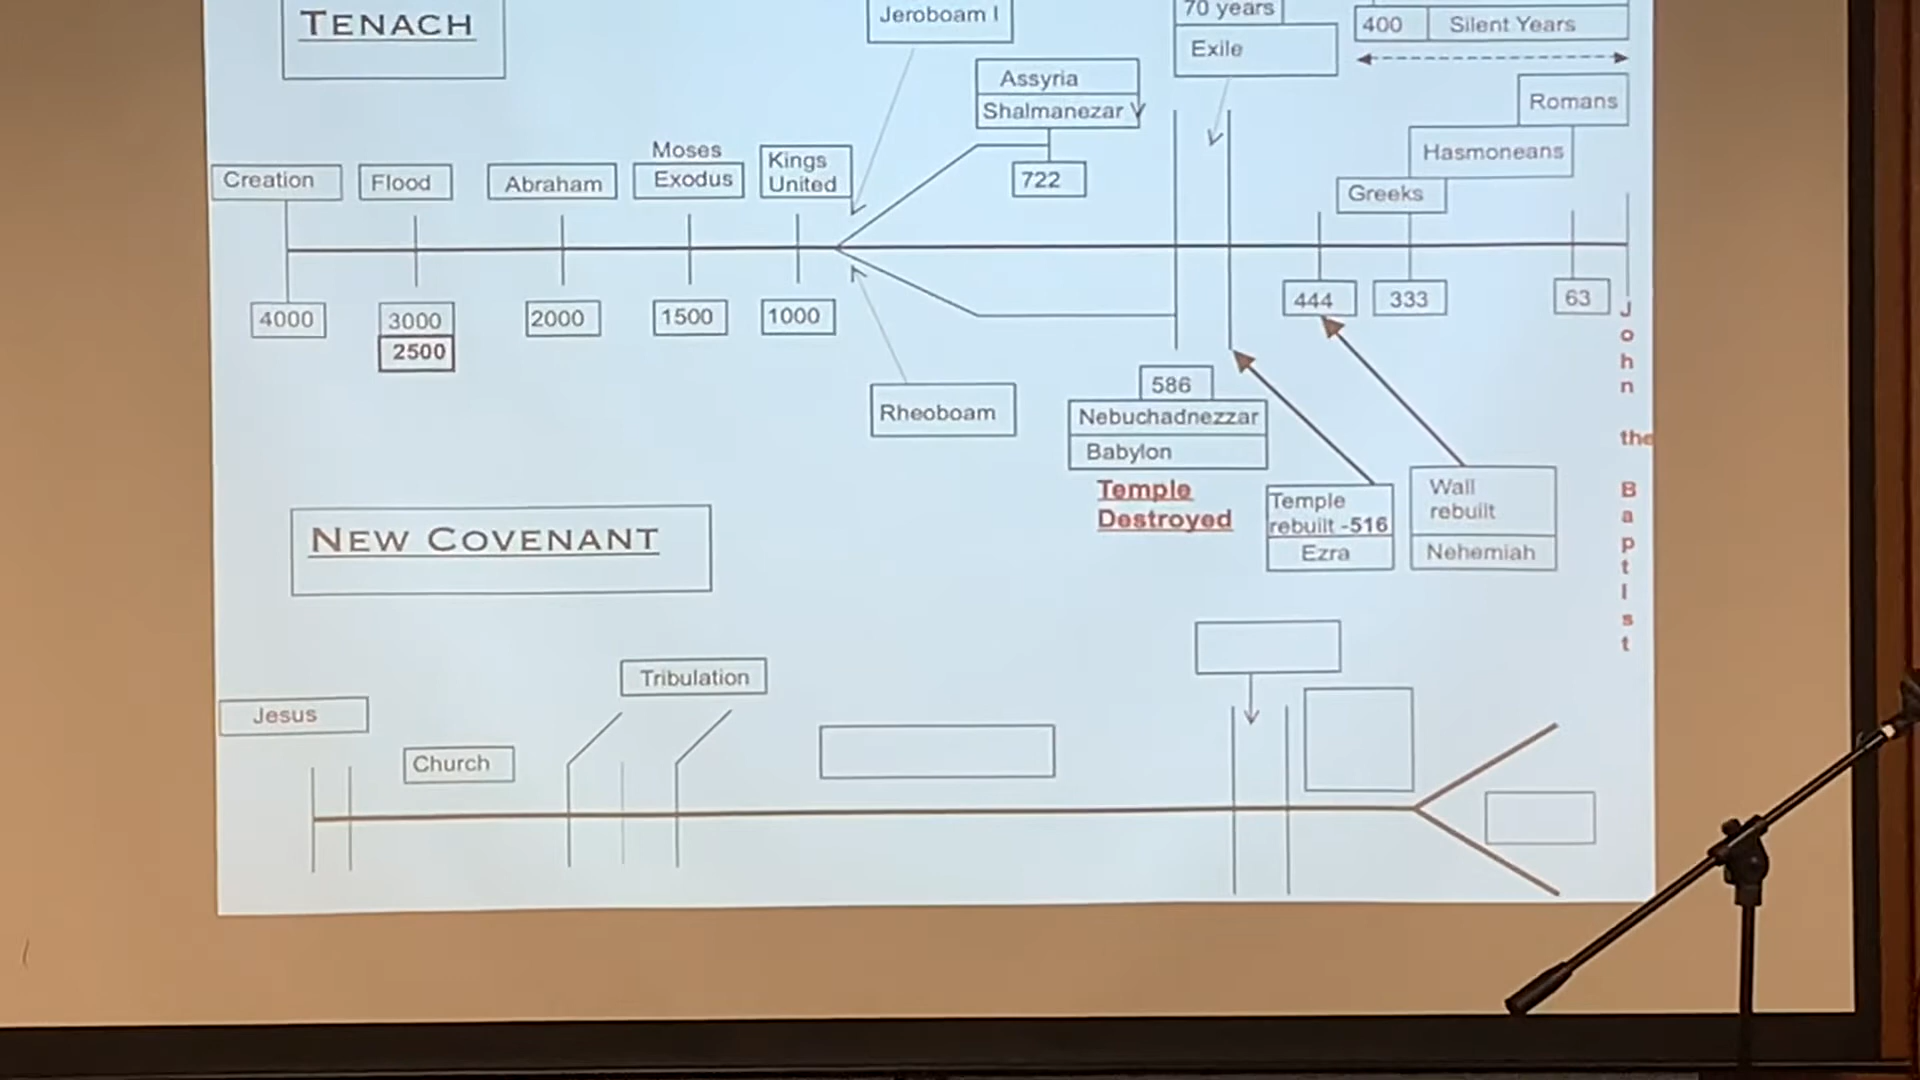 TENACH
Jeroboam I
70 years
Exile
400 Silent Years
Assyria
Shalmanezar V
Romans
Hasmoneans
Greeks
Creation
Flood
Abraham
Moses
Exodus
Kings
United
722
4000
3000
2500
2000
1500
1000
444
333
63
Rheoboam
586
Nebuchadnezzar
Babylon
Temple
Destroyed
Temple
rebuilt -516
Ezra
Wall
rebuilt
Nehemiah
John the BaptIst
NEW COVENANT
Jesus
Church
Tribulation